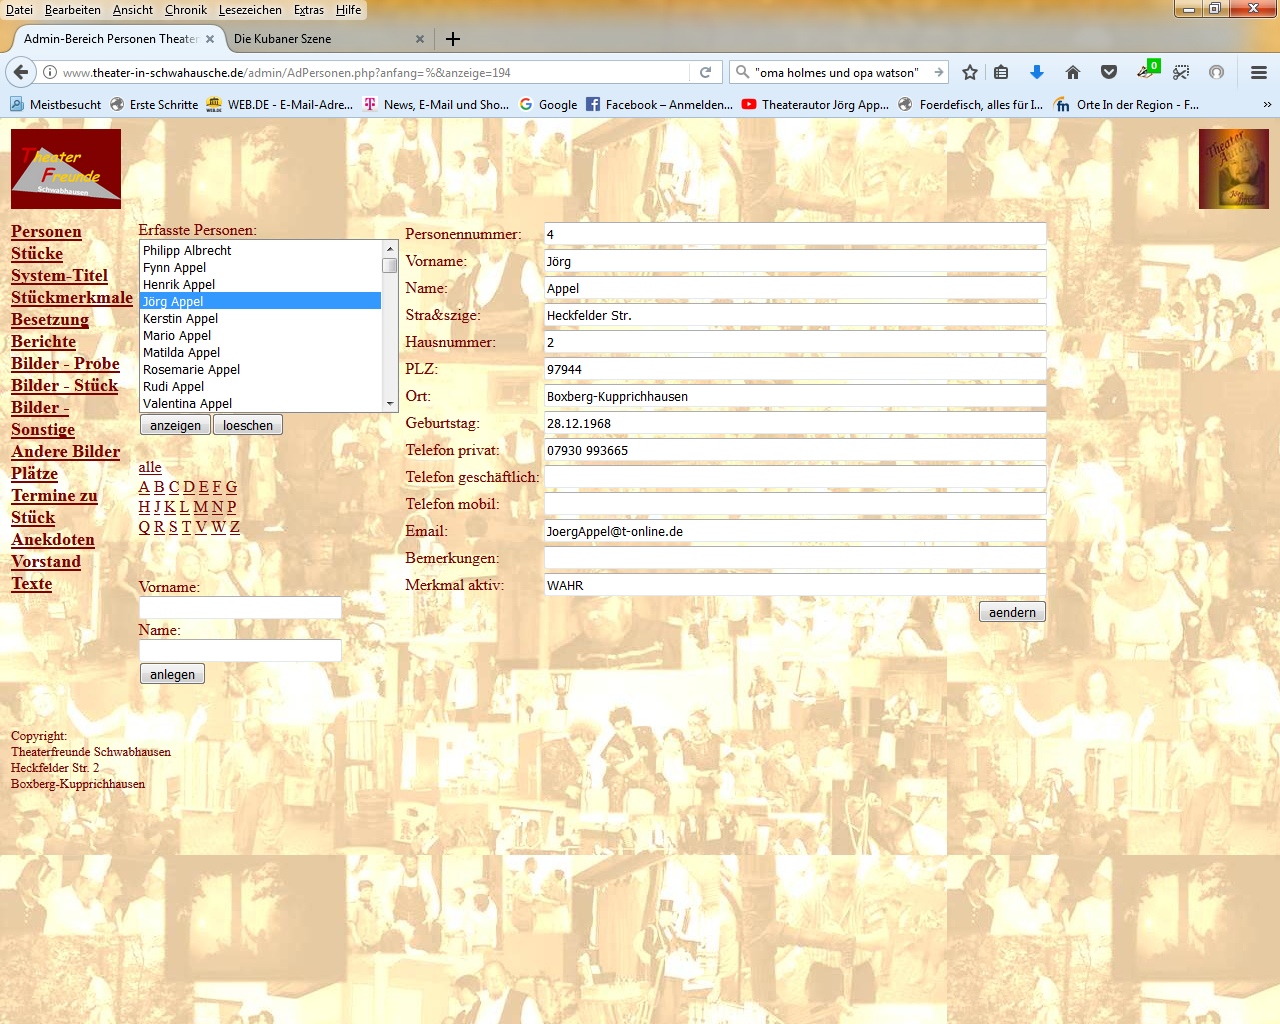 Datei Bearbeiten Ansicht Chronik Lesezeichen Extras Hilfe
Admin-Bereich Personen Theater
Die Kubaner Szene
www.theater-in-schwahausche.de/admin/AdPersonen.php?anfang=%&anzeige=194
"oma holmes und opa watson"
0
Meistbesucht Erste Schritte WEB.DE - E-Mail-Adre... News, E-Mail und Sho... Google Facebook – Anmelden... Theaterautor Jörg App... Foerdefisch, alles für I... Orte In der Region - F...
Theater
Freunde
Schwabhausen
Theater
Autor
Jörg
Appel
Personen
Stücke
System-Titel
Stückmerkmale
Besetzung
Berichte
Bilder - Probe
Bilder - Stück
Bilder -
Sonstige
Andere Bilder
Plätze
Termine zu
Stück
Anekdoten
Vorstand
Texte
Erfasste Personen:
Philipp Albrecht
Fynn Appel
Henrik Appel
Jörg Appel
Kerstin Appel
Mario Appel
Matilda Appel
Rosemarie Appel
Rudi Appel
Valentina Appel
anzeigen loeschen
alle
A B C D E F G
H J K L M N P
Q R S T V W Z
Vorname:
Name:
anlegen
Personennummer: 4
Vorname: Jörg
Name: Appel
Stra&szige: Heckfelder Str.
Hausnummer: 2
PLZ: 97944
Ort: Boxberg-Kupprichhausen
Geburtstag: 28.12.1968
Telefon privat: 07930 993665
Telefon geschäftlich:
Telefon mobil:
Email: JoergAppel@t-online.de
Bemerkungen:
Merkmal aktiv: WAHR
aendern
Copyright:
Theaterfreunde Schwabhausen
Heckfelder Str. 2
Boxberg-Kupprichhausen